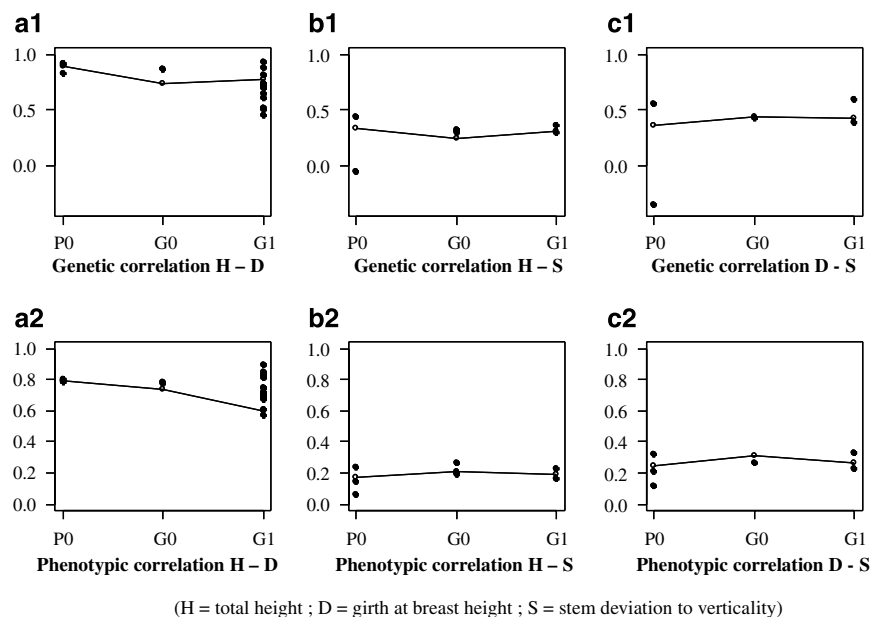 a1 b1 c1
1.0 1.0 1.0
0.5 0.5 0.5
0.0 0.0 0.0
P0 G0 G1 P0 G0 G1 P0 G0 G1
Genetic correlation H – D Genetic correlation H – S Genetic correlation D - S
a2 b2 c2
1.0 1.0 1.0
0.8 0.8 0.8
0.6 0.6 0.6
0.4 0.4 0.4
0.2 0.2 0.2
0.0 0.0 0.0
P0 G0 G1 P0 G0 G1 P0 G0 G1
Phenotypic correlation H – D Phenotypic correlation H – S Phenotypic correlation D - S
(H = total height ; D = girth at breast height ; S = stem deviation to verticality)